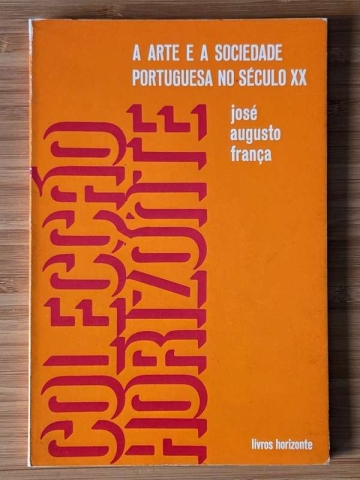 A ARTE E A SOCIEDADE
PORTUGUESA NO SÉCULO XX
josé
augusto
frança
COLECÇÃO
HORIZONTE
livros horizonte